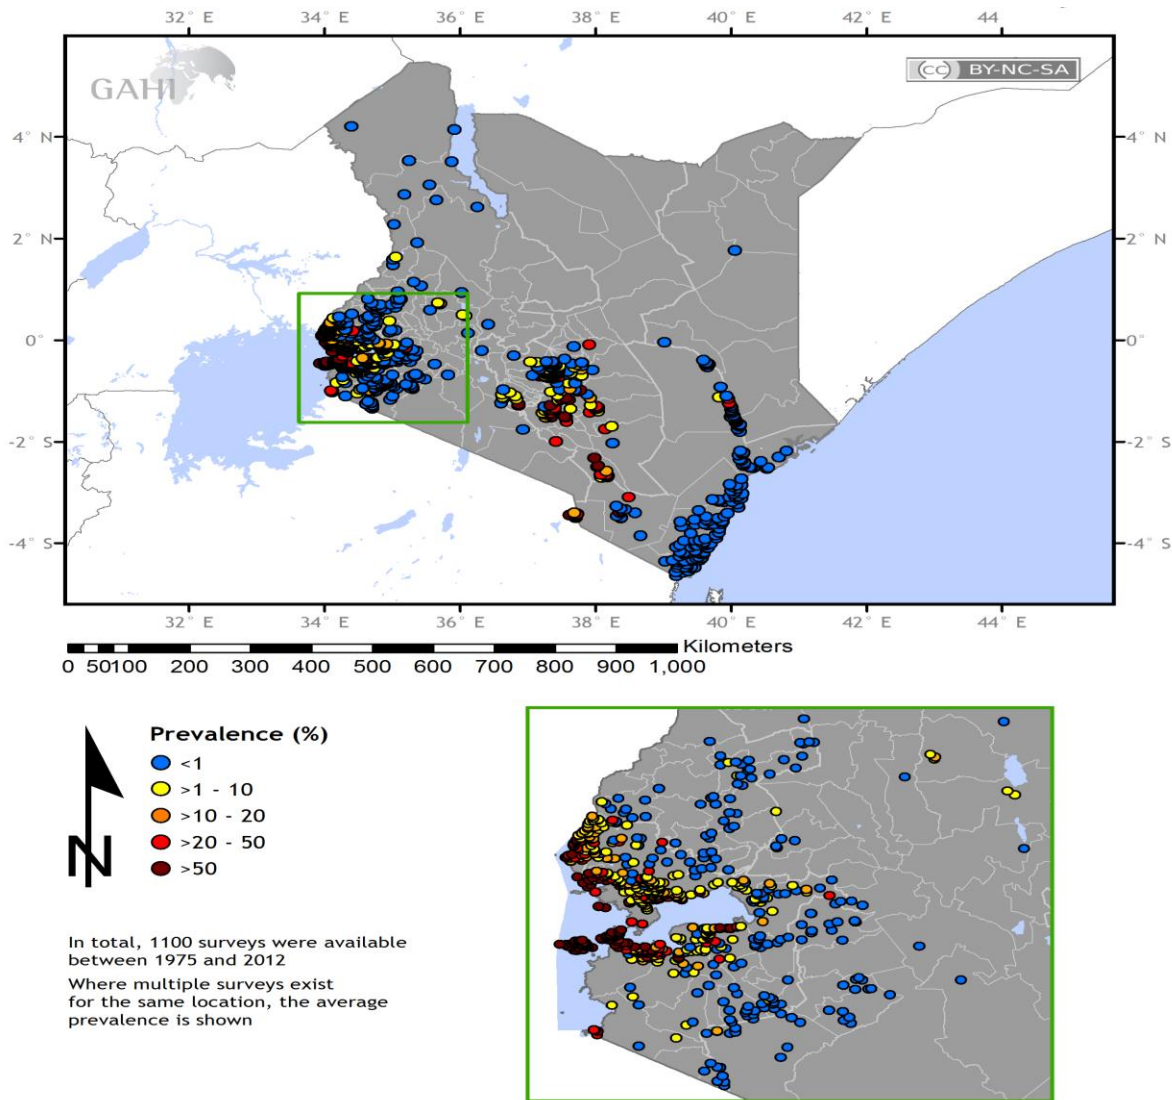 32° E 34° E 36° E 38° E 40° E 42° E 44° E
GAHI
CC BY-NC-SA
4° N 4° N
2° N 2° N
0° 0°
-2° S -2° S
-4° S -4° S
32° E 34° E 36° E 38° E 40° E 42° E 44° E
Kilometers
0 50 100 200 300 400 500 600 700 800 900 1,000
N
Prevalence (%)
<1
>1 - 10
>10 - 20
>20 - 50
>50
In total, 1100 surveys were available
between 1975 and 2012
Where multiple surveys exist
for the same location, the average
prevalence is shown